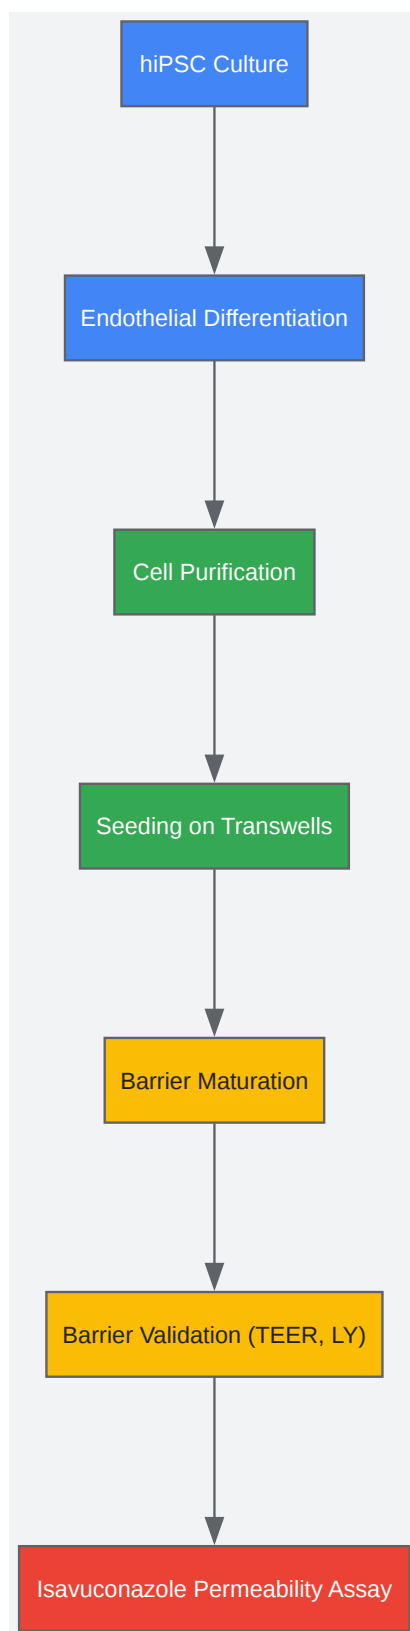 hiPSC Culture
Endothelial Differentiation
Cell Purification
Seeding on Transwells
Barrier Maturation
Barrier Validation (TEER, LY)
Isavuconazole Permeability Assay